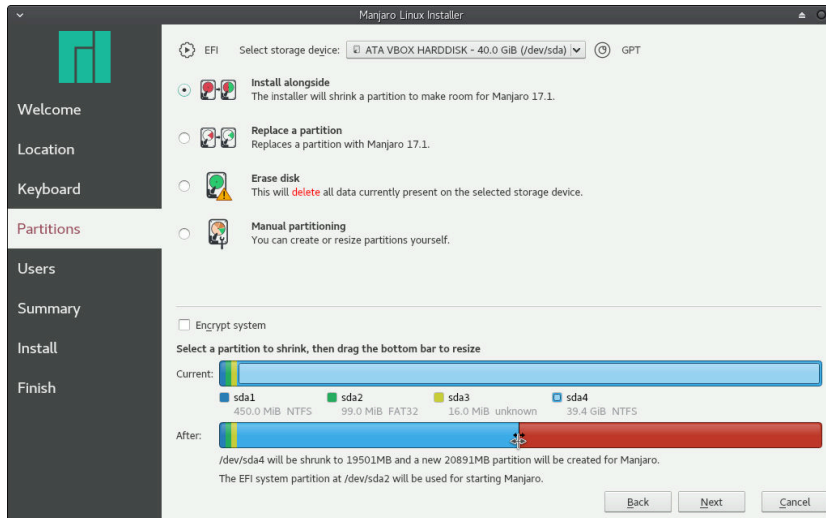 Manjaro Linux Installer
EFI Select storage device: ATA VBOX HARDDISK - 40.0 GiB (/dev/sda) GPT
Welcome
Location
Keyboard
Partitions
Users
Summary
Install
Finish
Install alongside
The installer will shrink a partition to make room for Manjaro 17.1.
Replace a partition
Replaces a partition with Manjaro 17.1.
Erase disk
This will delete all data currently present on the selected storage device.
Manual partitioning
You can create or resize partitions yourself.
Encrypt system
Select a partition to shrink, then drag the bottom bar to resize
Current:
sda1 sda2 sda3 sda4
450.0 MiB NTFS 99.0 MiB FAT32 16.0 MiB unknown 39.4 GiB NTFS
After:
/dev/sda4 will be shrunk to 19501MB and a new 20891MB partition will be created for Manjaro.
The EFI system partition at /dev/sda2 will be used for starting Manjaro.
Back Next Cancel